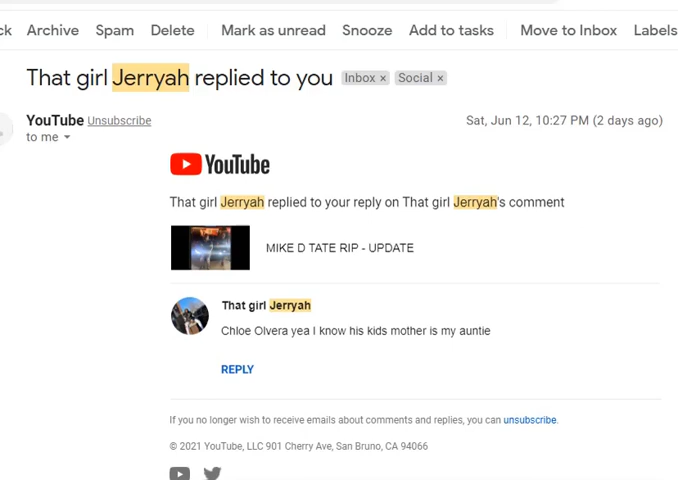 ck Archive Spam Delete Mark as unread Snooze Add to tasks Move to Inbox Labels
That girl Jerryah replied to you Inbox × Social ×
YouTube Unsubscribe Sat, Jun 12, 10:27 PM (2 days ago)
to me
YouTube
That girl Jerryah replied to your reply on That girl Jerryah's comment
MIKE D TATE RIP - UPDATE
That girl Jerryah
Chloe Olvera yea I know his kids mother is my auntie
REPLY
If you no longer wish to receive emails about comments and replies, you can unsubscribe.
© 2021 YouTube, LLC 901 Cherry Ave, San Bruno, CA 94066